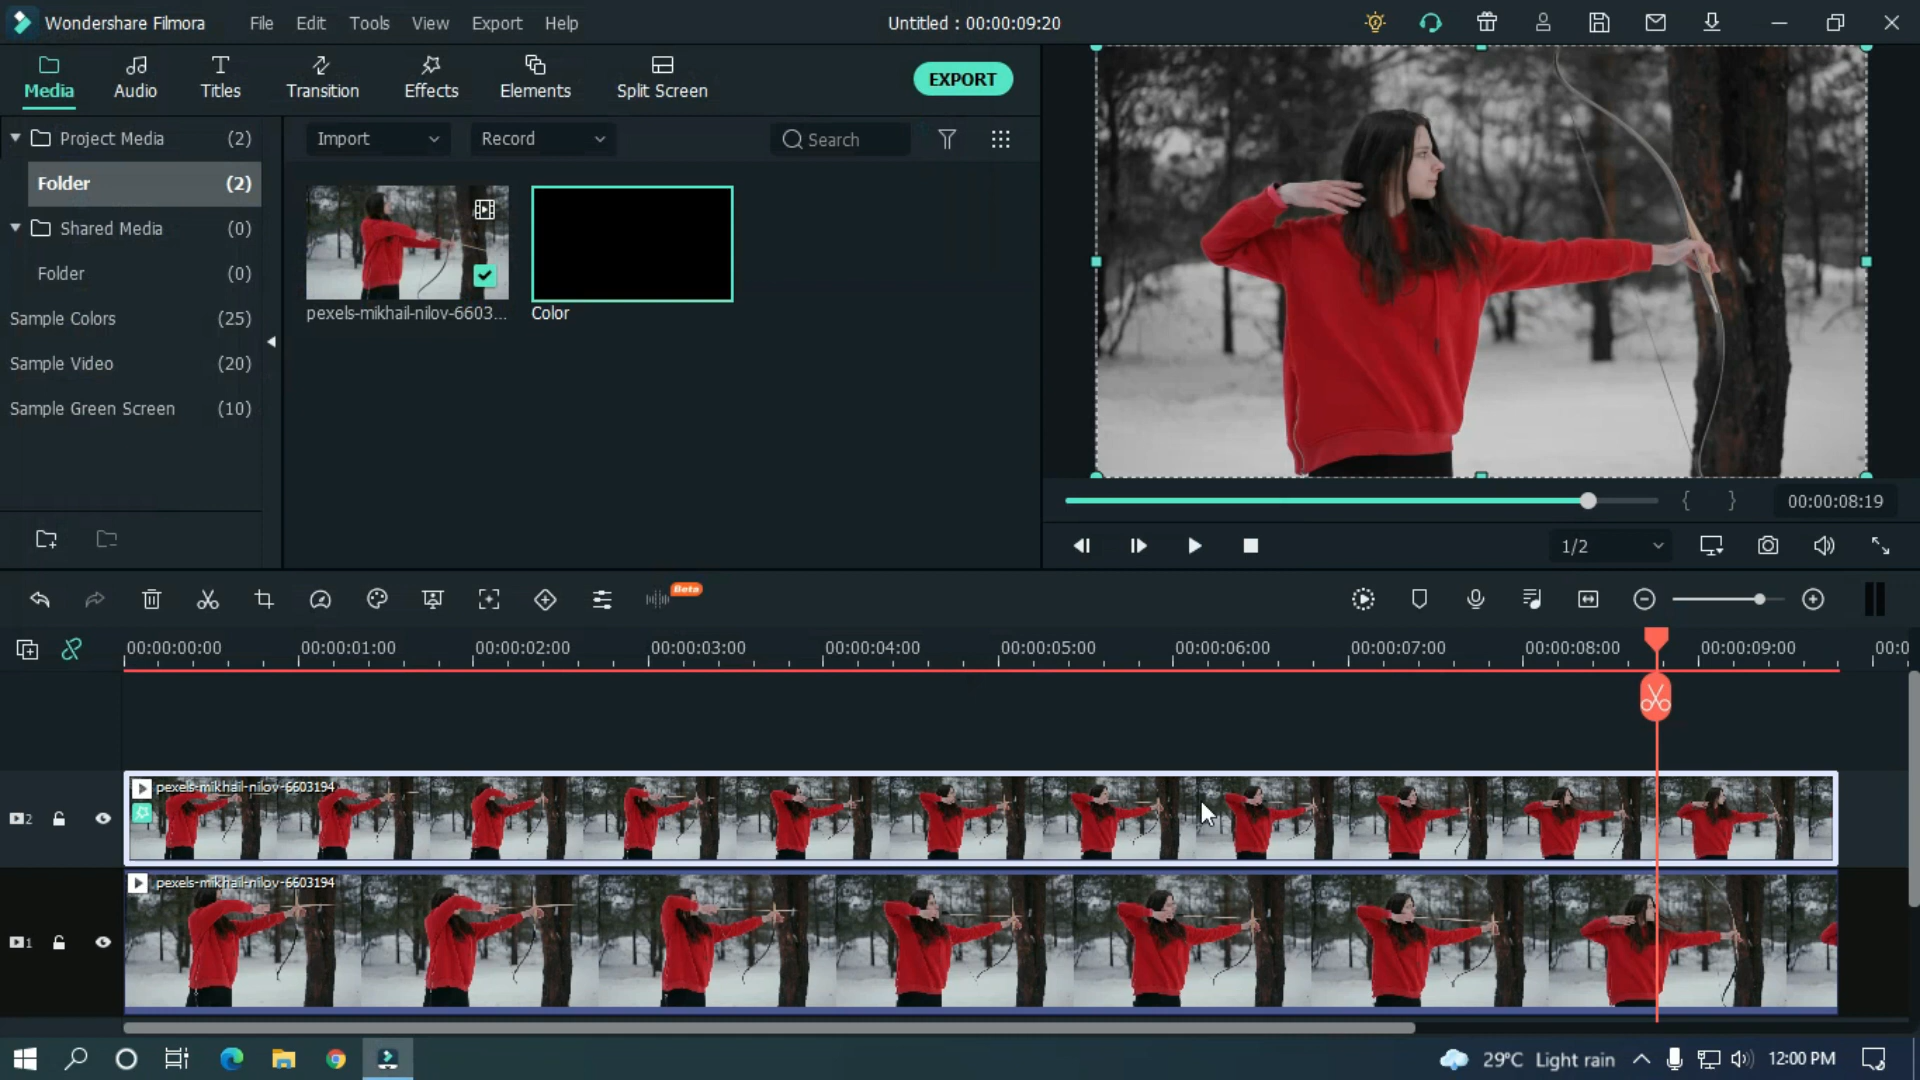 Wondershare Filmora File Edit Tools View Export Help Untitled : 00:00:09:20
Media Audio Titles Transition Effects Elements Split Screen EXPORT
Project Media (2)
Folder (2)
Shared Media (0)
Folder (0)
Sample Colors (25)
Sample Video (20)
Sample Green Screen (10)
Import Record Search
pexels-mikhail-nilov-6603... Color
{ } 00:00:08:19
1/2
Beta
00:00:00:00 00:00:01:00 00:00:02:00 00:00:03:00 00:00:04:00 00:00:05:00 00:00:06:00 00:00:07:00 00:00:08:00 00:00:09:00 00:0
pexels-mikhail-nilov-6603194
2
pexels-mikhail-nilov-6603194
1
29°C Light rain 12:00 PM